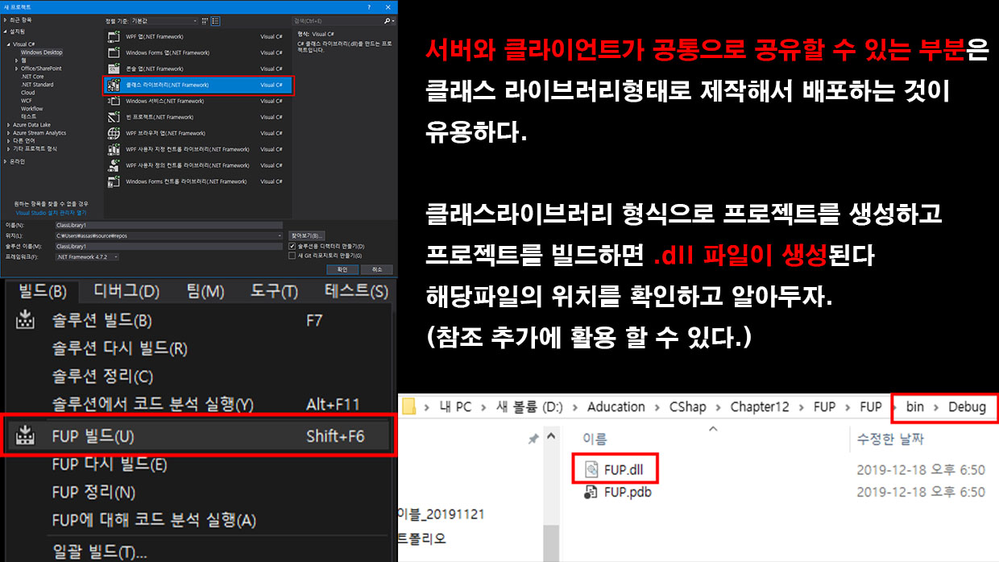 새 프로젝트
? ×
최근 항목
정렬 기준: 기본값
검색(Ctrl+E)
설치됨
Visual C#
Windows Desktop
웹
Office/SharePoint
.NET Core
.NET Standard
Cloud
WCF
Workflow
테스트
Azure Data Lake
Azure Stream Analytics
다른 언어
기타 프로젝트 형식
온라인
원하는 항목을 찾을 수 없을 경우
Visual Studio 설치 관리자 열기
WPF 앱(.NET Framework) Visual C#
Windows Forms 앱(.NET Framework) Visual C#
콘솔 앱(.NET Framework) Visual C#
클래스 라이브러리(.NET Framework) Visual C#
Windows 서비스(.NET Framework) Visual C#
빈 프로젝트(.NET Framework) Visual C#
WPF 브라우저 앱(.NET Framework) Visual C#
WPF 사용자 지정 컨트롤 라이브러리(.NET Framework) Visual C#
WPF 사용자 정의 컨트롤 라이브러리(.NET Framework) Visual C#
Windows Forms 컨트롤 라이브러리(.NET Framework) Visual C#
형식: Visual C#
C# 클래스 라이브러리(.dll)를 만드는 프로
젝트입니다.
이름(N): ClassLibrary1
위치(L): C:₩Users₩assas₩source₩repos 찾아보기(B)...
솔루션 이름(M): ClassLibrary1 솔루션용 디렉터리 만들기(D)
프레임워크(F): .NET Framework 4.7.2 새 Git 리포지토리 만들기(G)
확인 취소
서버와 클라이언트가 공통으로 공유할 수 있는 부분은
클래스 라이브러리형태로 제작해서 배포하는 것이
유용하다.
클래스라이브러리 형식으로 프로젝트를 생성하고
프로젝트를 빌드하면 .dll 파일이 생성된다
해당파일의 위치를 확인하고 알아두자.
(참조 추가에 활용 할 수 있다.)
빌드(B) 디버그(D) 팀(M) 도구(T) 테스트(S)
솔루션 빌드(B) F7
솔루션 다시 빌드(R)
솔루션 정리(C)
솔루션에서 코드 분석 실행(Y) Alt+F11
FUP 빌드(U) Shift+F6
FUP 다시 빌드(E)
FUP 정리(N)
FUP에 대해 코드 분석 실행(A)
일괄 빌드(T)...
내 PC > 새 볼륨 (D:) > Aducation > CShap > Chapter12 > FUP > FUP > bin > Debug
이름 수정한 날짜
FUP.dll 2019-12-18 오후 6:50
FUP.pdb 2019-12-18 오후 6:50
이블_20191121
트폴리오